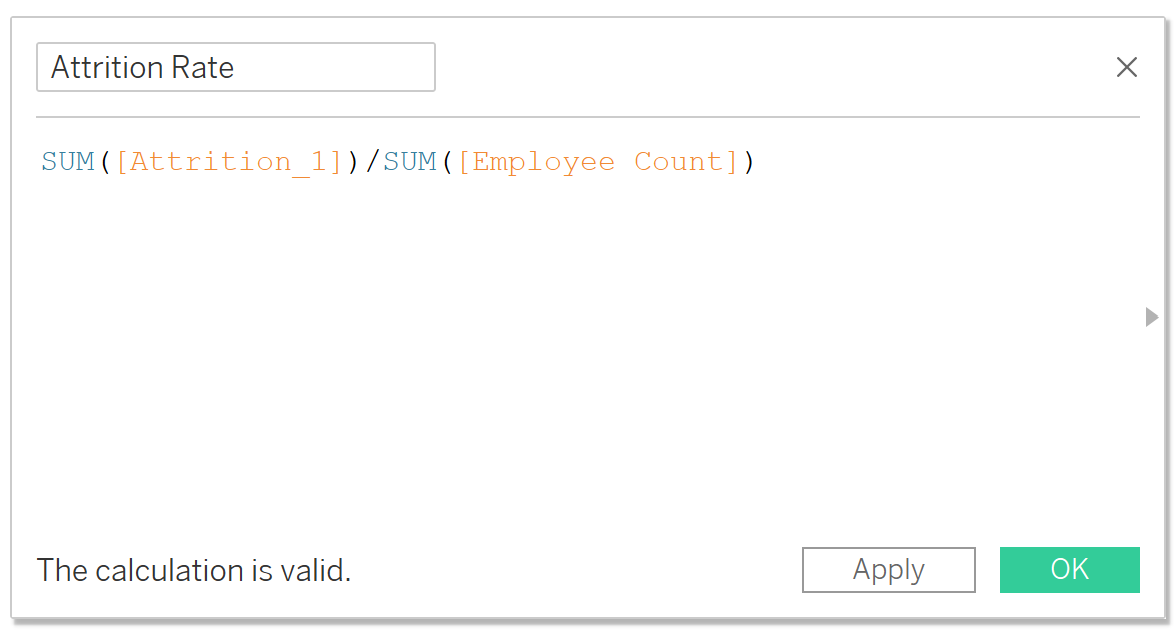 Attrition Rate
SUM([Attrition_1])/SUM([Employee Count])
The calculation is valid.
Apply
OK